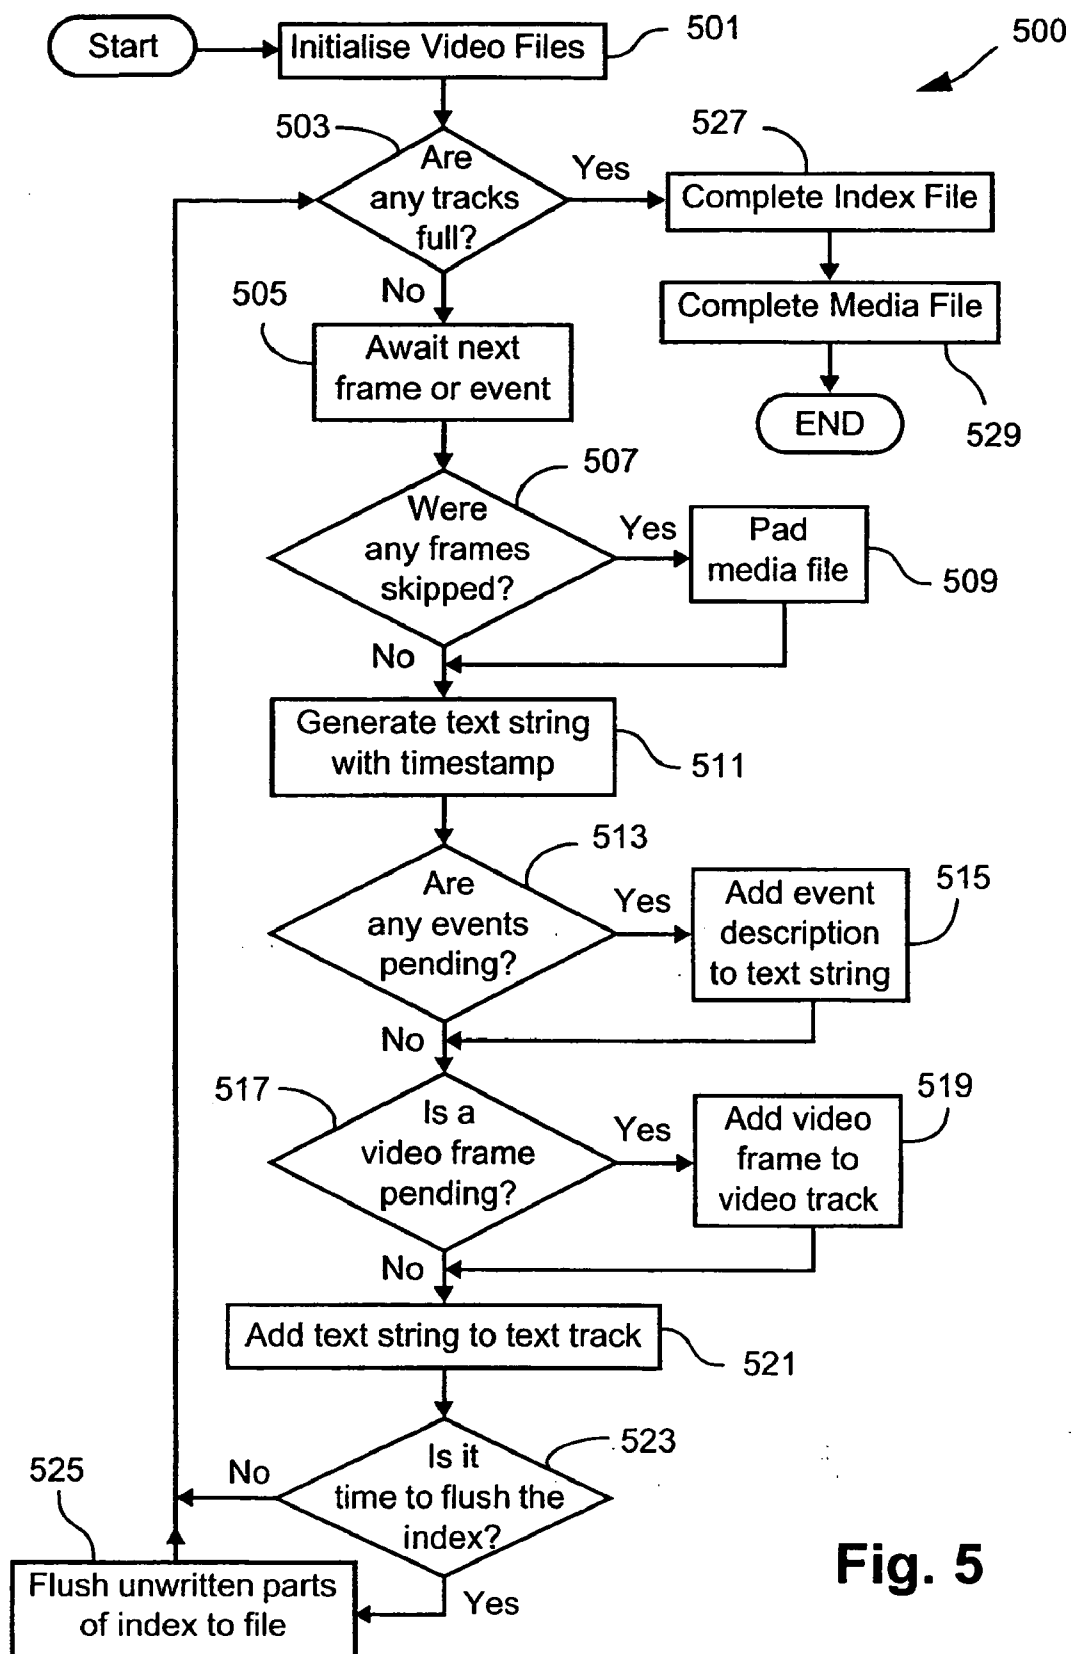 Start
Initialise Video Files
501
500
503
Are
any tracks
full?
Yes
527
Complete Index File
No
Complete Media File
529
END
505
Await next
frame or event
507
Were
any frames
skipped?
Yes
Pad
media file
509
No
Generate text string
with timestamp
511
513
Are
any events
pending?
Yes
Add event
description
to text string
515
No
517
Is a
video frame
pending?
Yes
Add video
frame to
video track
519
No
Add text string to text track
521
523
Is it
time to flush the
index?
No
525
Flush unwritten parts
of index to file
Yes
Fig. 5